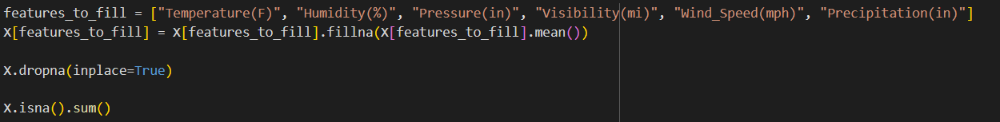 features_to_fill = ["Temperature(F)", "Humidity(%)", "Pressure(in)", "Visibility(mi)", "Wind_Speed(mph)", "Precipitation(in)"]
X[features_to_fill] = X[features_to_fill].fillna(X[features_to_fill].mean())
X.dropna(inplace=True)
X.isna().sum()